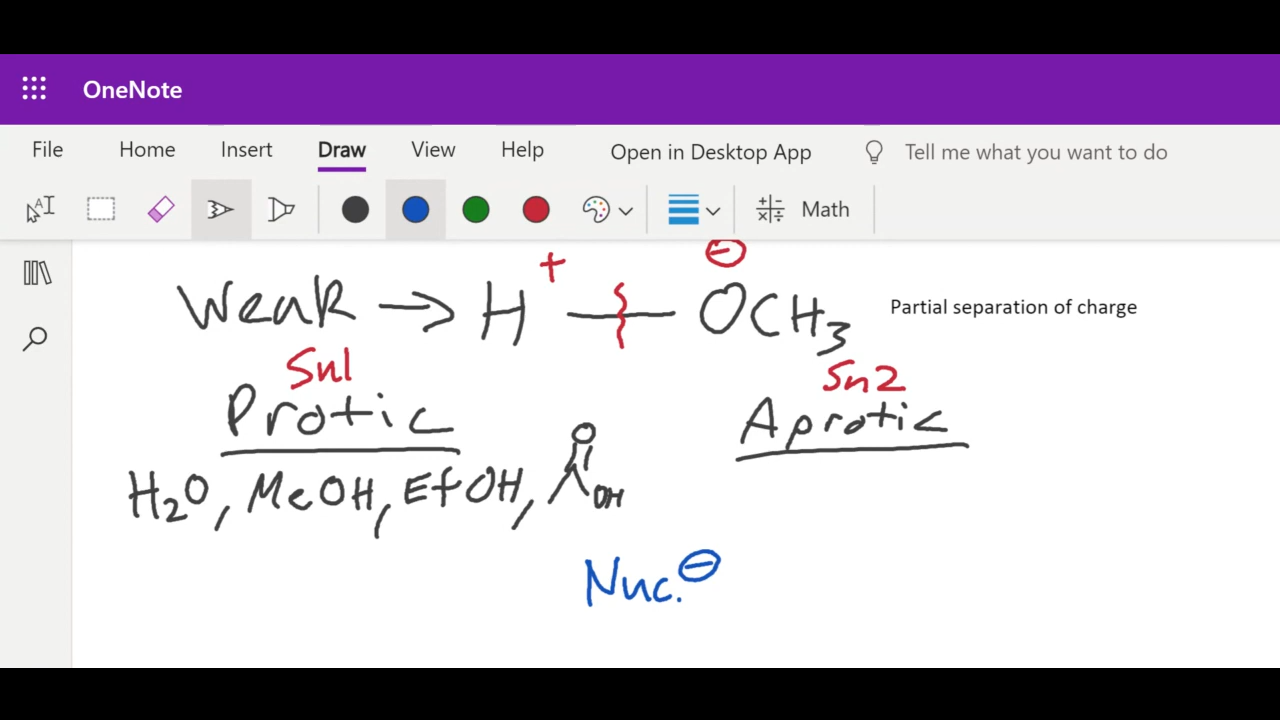 OneNote
File Home Insert Draw View Help Open in Desktop App Tell me what you want to do
Math
Weak → H + — ⊖ OCH3 Partial separation of charge
Sn1 Sn2
Protic Aprotic
H2O, MeOH, EtOH, O OH
Nuc. ⊖